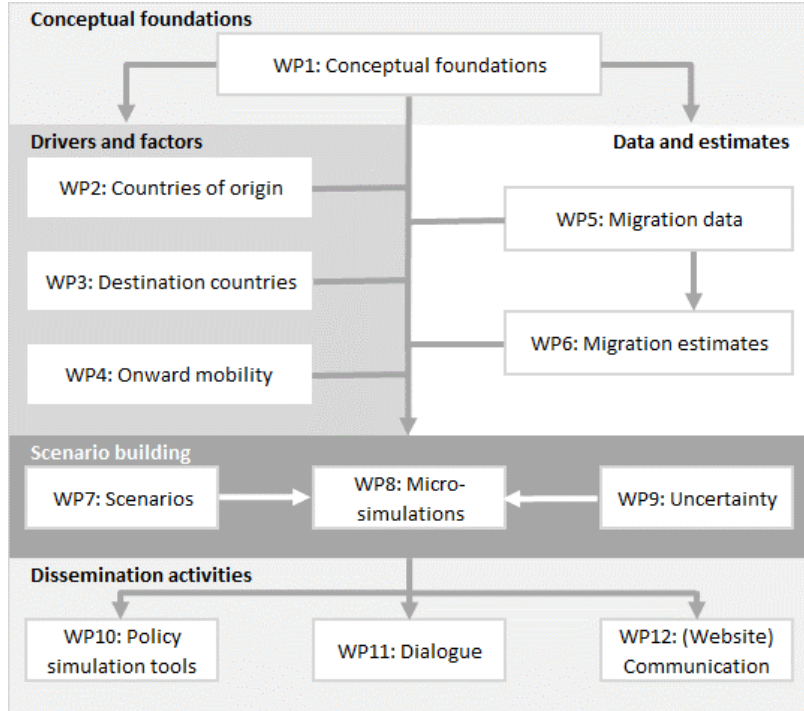 Conceptual foundations
WP1: Conceptual foundations
Drivers and factors
WP2: Countries of origin
WP3: Destination countries
WP4: Onward mobility
Data and estimates
WP5: Migration data
WP6: Migration estimates
Scenario building
WP7: Scenarios
WP8: Micro-
simulations
WP9: Uncertainty
Dissemination activities
WP10: Policy
simulation tools
WP11: Dialogue
WP12: (Website)
Communication